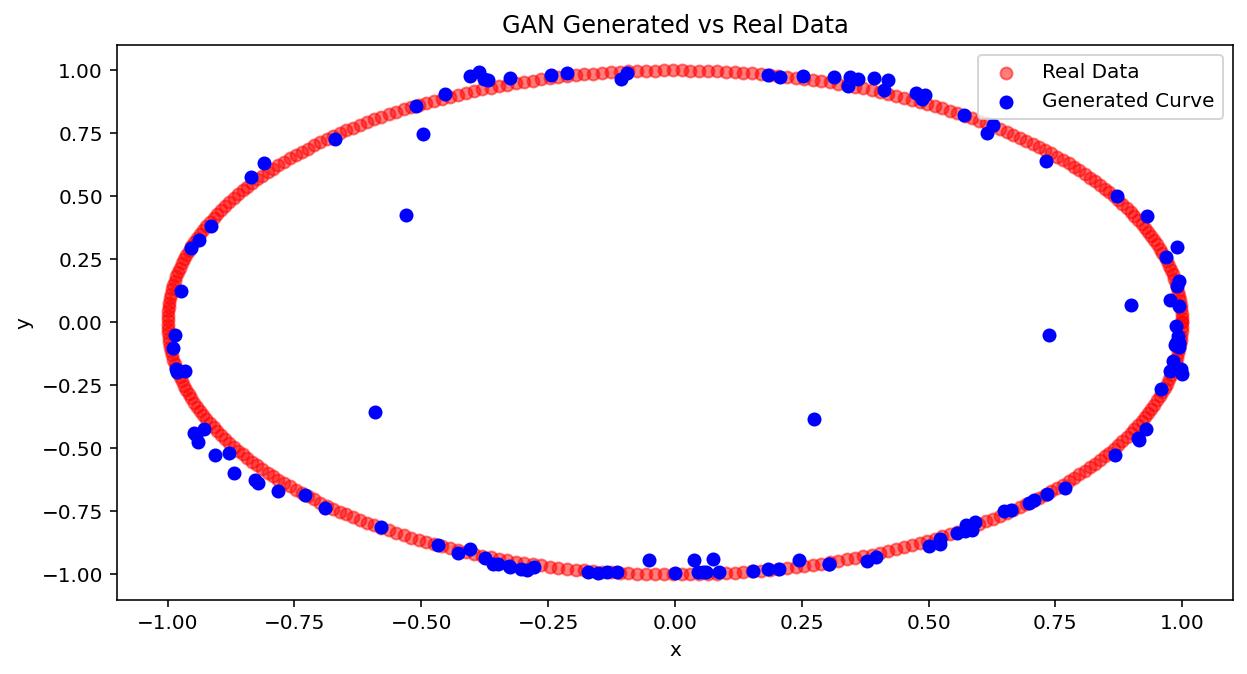 GAN Generated vs Real Data
Real Data
Generated Curve
1.00
0.75
0.50
0.25
0.00
−0.25
−0.50
−0.75
−1.00
y
−1.00 −0.75 −0.50 −0.25 0.00 0.25 0.50 0.75 1.00
x